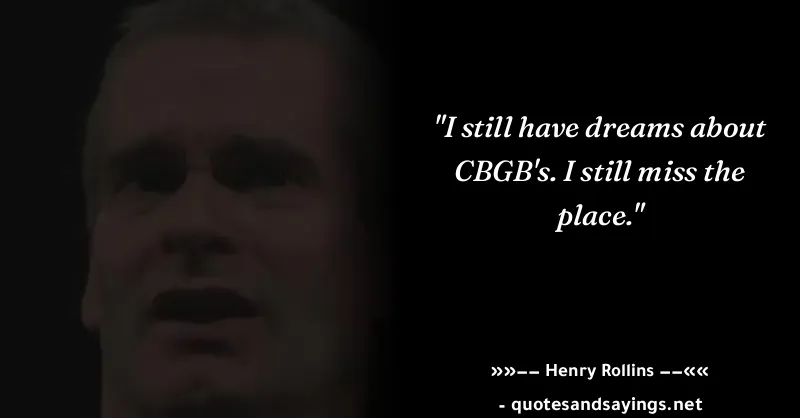 "I still have dreams about
CBGB's. I still miss the
place."
»»−− Henry Rollins −−««
- quotesandsayings.net